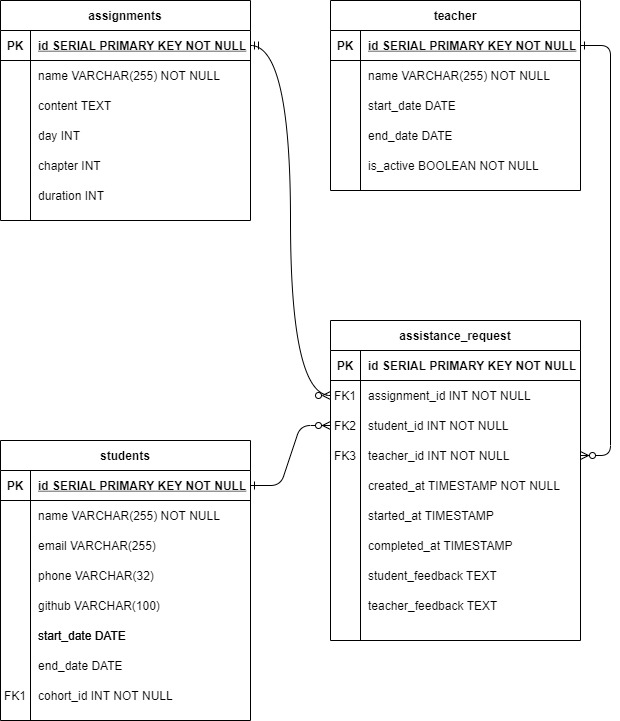 assignments
PK id SERIAL PRIMARY KEY NOT NULL
name VARCHAR(255) NOT NULL
content TEXT
day INT
chapter INT
duration INT
teacher
PK id SERIAL PRIMARY KEY NOT NULL
name VARCHAR(255) NOT NULL
start_date DATE
end_date DATE
is_active BOOLEAN NOT NULL
assistance_request
PK id SERIAL PRIMARY KEY NOT NULL
FK1 assignment_id INT NOT NULL
FK2 student_id INT NOT NULL
FK3 teacher_id INT NOT NULL
created_at TIMESTAMP NOT NULL
started_at TIMESTAMP
completed_at TIMESTAMP
student_feedback TEXT
teacher_feedback TEXT
students
PK id SERIAL PRIMARY KEY NOT NULL
name VARCHAR(255) NOT NULL
email VARCHAR(255)
phone VARCHAR(32)
github VARCHAR(100)
start_date DATE
end_date DATE
FK1 cohort_id INT NOT NULL